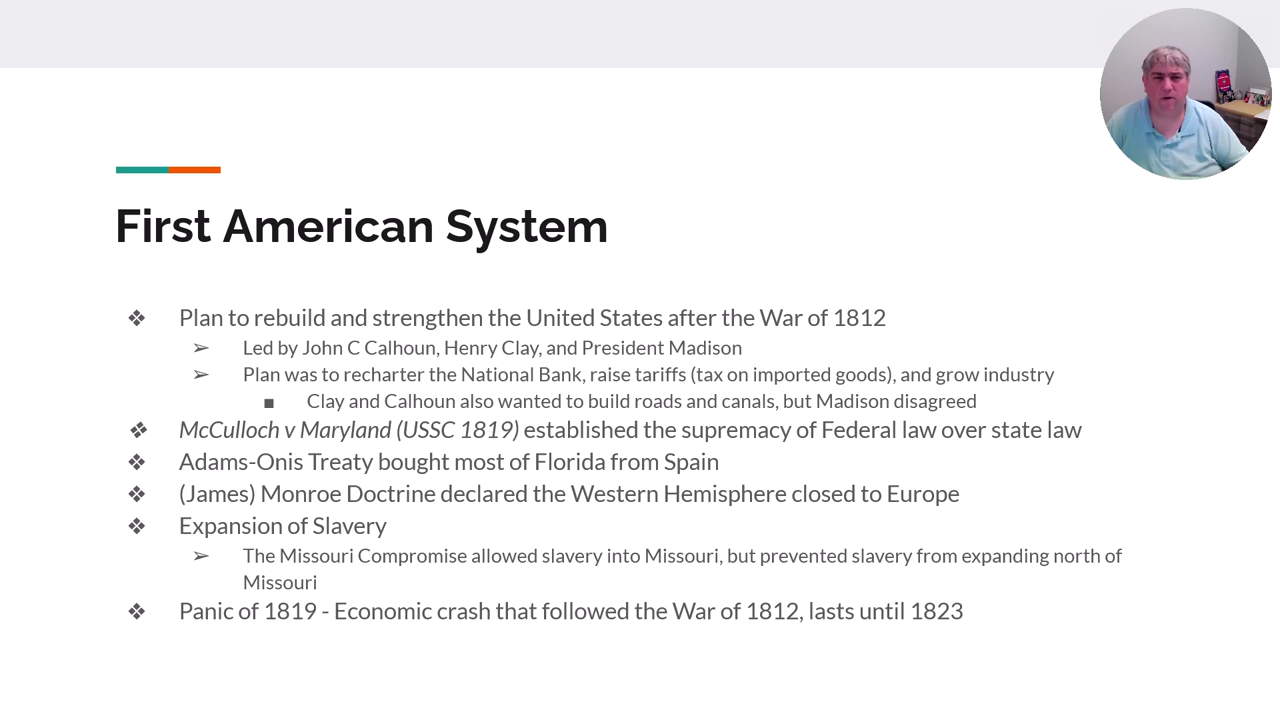 First American System
❖ Plan to rebuild and strengthen the United States after the War of 1812
➢ Led by John C Calhoun, Henry Clay, and President Madison
➢ Plan was to recharter the National Bank, raise tariffs (tax on imported goods), and grow industry
■ Clay and Calhoun also wanted to build roads and canals, but Madison disagreed
❖ McCulloch v Maryland (USSC 1819) established the supremacy of Federal law over state law
❖ Adams-Onis Treaty bought most of Florida from Spain
❖ (James) Monroe Doctrine declared the Western Hemisphere closed to Europe
❖ Expansion of Slavery
➢ The Missouri Compromise allowed slavery into Missouri, but prevented slavery from expanding north of
Missouri
❖ Panic of 1819 - Economic crash that followed the War of 1812, lasts until 1823